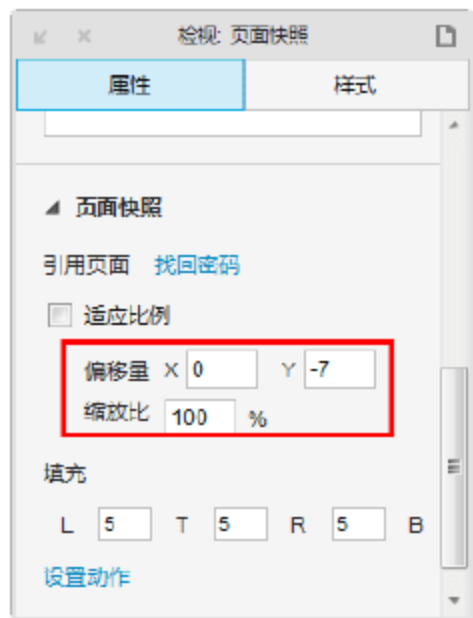 检视: 页面快照
属性 样式
页面快照
引用页面 找回密码
适应比例
偏移量 X 0 Y -7
缩放比 100 %
填充
L 5 T 5 R 5 B
设置动作